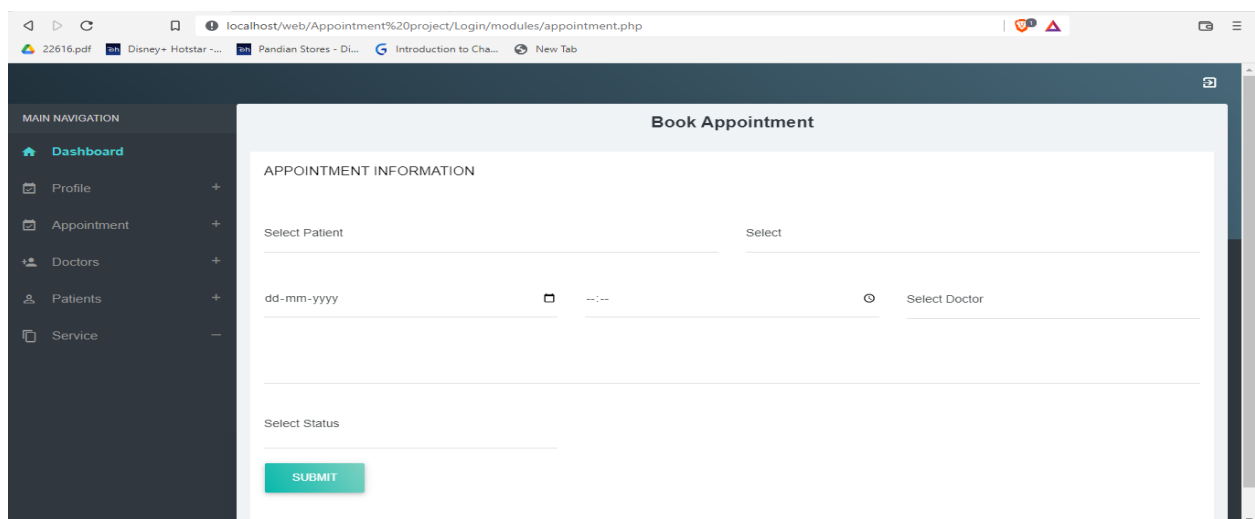 localhost/web/Appointment%20project/Login/modules/appointment.php
22616.pdf Disney+ Hotstar -... Pandian Stores - Di... Introduction to Cha... New Tab
MAIN NAVIGATION
Dashboard
Profile +
Appointment +
Doctors +
Patients +
Service −
Book Appointment
APPOINTMENT INFORMATION
Select Patient Select
dd-mm-yyyy --:-- Select Doctor
Select Status
SUBMIT